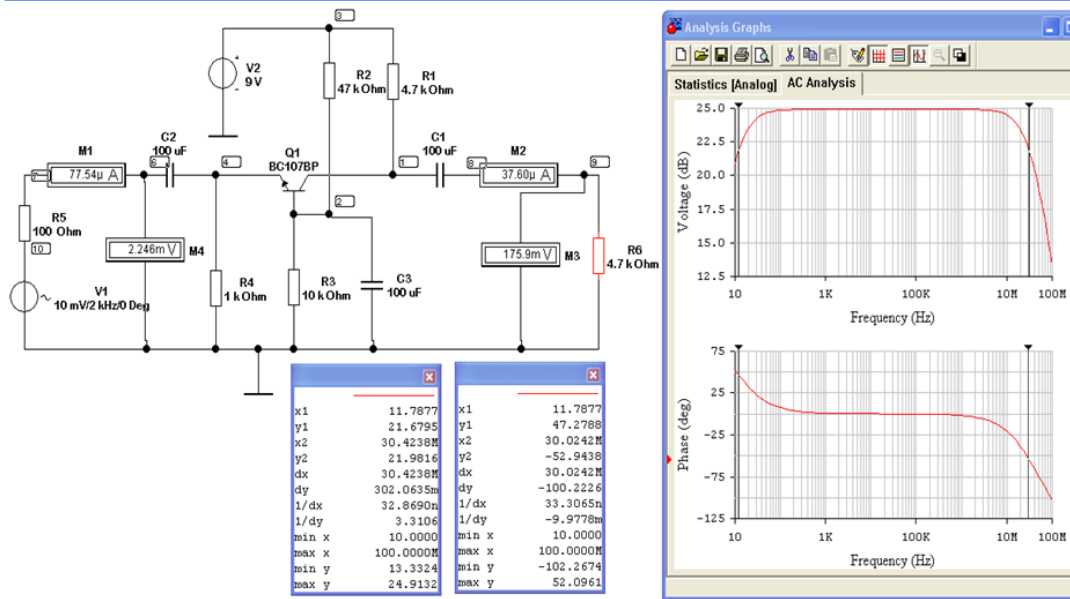 3
V2
9 V
R2
47 k Ohm
R1
4.7 k Ohm
M1
77.54µ A
7
C2
100 uF
6
4
Q1
BC107BP
1
C1
100 uF
8
M2
37.60µ A
9
2
R5
100 Ohm
10
2.246m V
M4
V1
10 mV/2 kHz/0 Deg
R4
1 k Ohm
R3
10 k Ohm
C3
100 uF
175.9m V
M3
R6
4.7 k Ohm
x1 11.7877
y1 21.6795
x2 30.4238M
y2 21.9816
dx 30.4238M
dy 302.0635m
1/dx 32.8690n
1/dy 3.3106
min x 10.0000
max x 100.0000M
min y 13.3324
max y 24.9132
x1 11.7877
y1 47.2788
x2 30.0242M
y2 -52.9438
dx 30.0242M
dy -100.2226
1/dx 33.3065n
1/dy -9.9778m
min x 10.0000
max x 100.0000M
min y -102.2674
max y 52.0961
Analysis Graphs
Statistics [Analog] AC Analysis
25.0
22.5
20.0
17.5
15.0
12.5
Voltage (dB)
10 1K 100K 10M 100M
Frequency (Hz)
75
25
-25
-75
-125
Phase (deg)
10 1K 100K 10M 100M
Frequency (Hz)